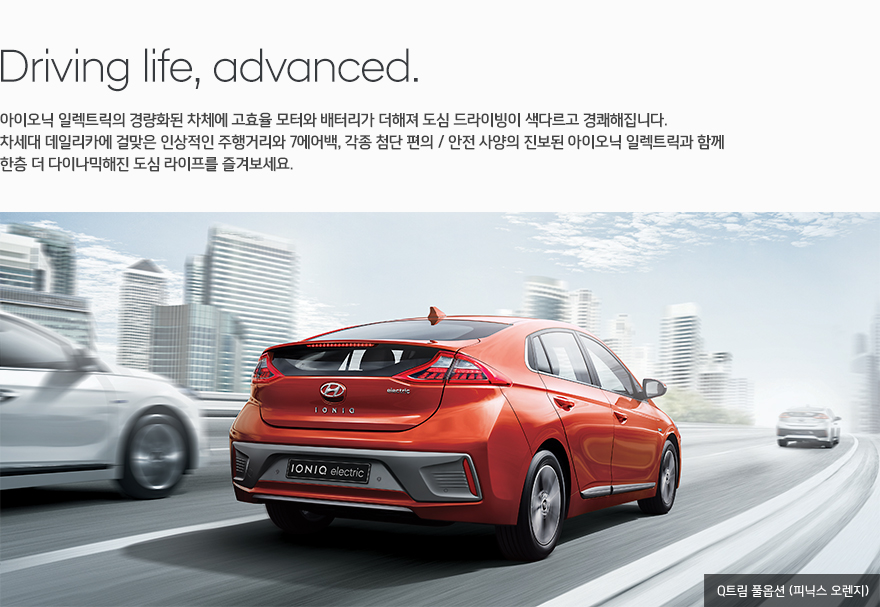 Driving life, advanced.
아이오닉 일렉트릭의 경량화된 차체에 고효율 모터와 배터리가 더해져 도심 드라이빙이 색다르고 경쾌해집니다.
차세대 데일리카에 걸맞은 인상적인 주행거리와 7에어백, 각종 첨단 편의 / 안전 사양의 진보된 아이오닉 일렉트릭과 함께
한층 더 다이나믹해진 도심 라이프를 즐겨보세요.
electric
IONIQ
IONIQ electric
Q트림 풀옵션 (피닉스 오렌지)